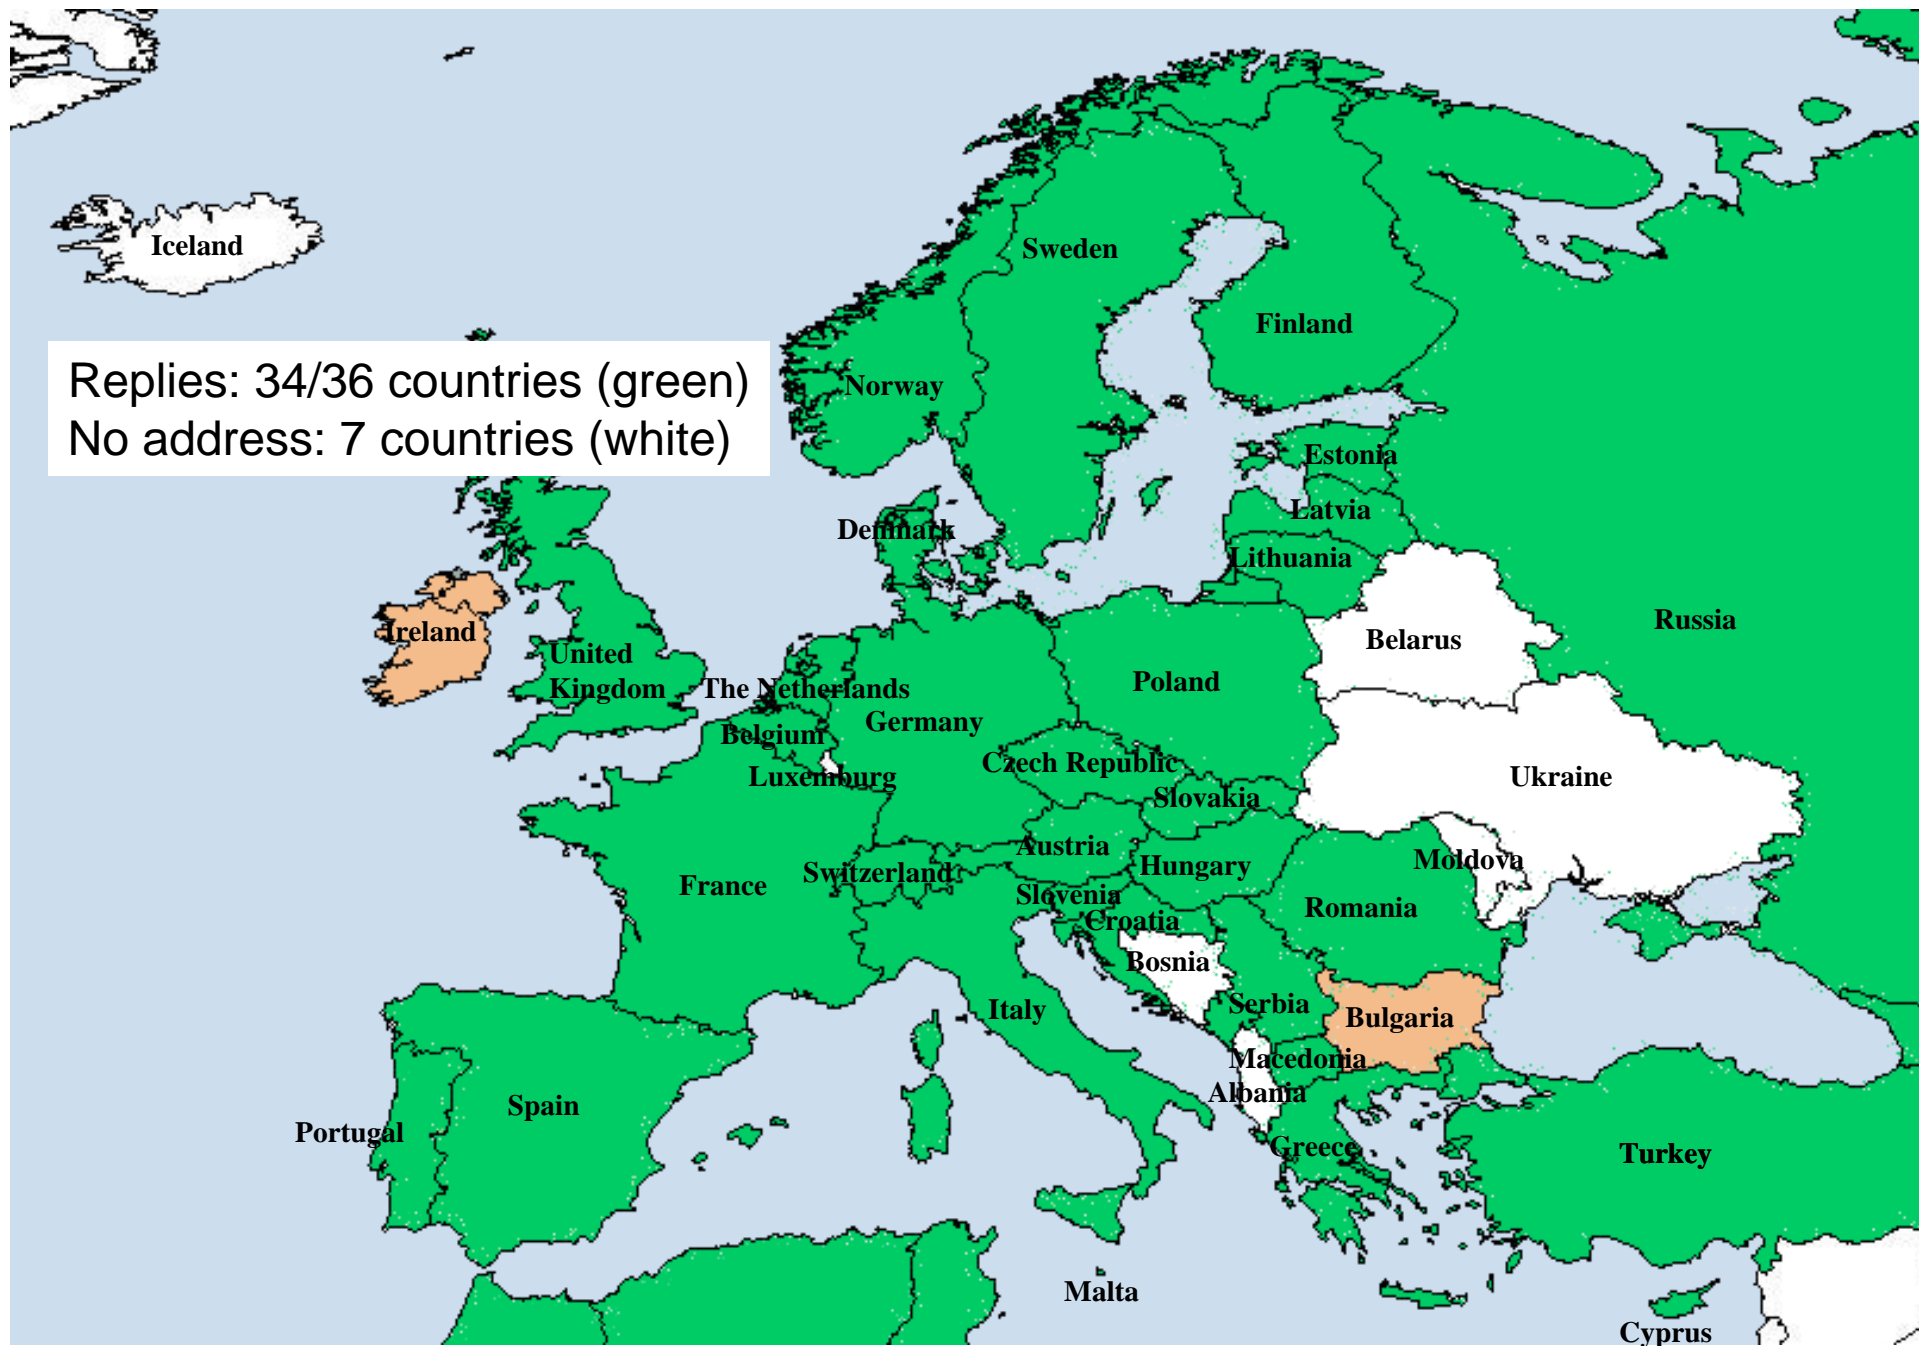 Iceland
Sweden
Finland
Replies: 34/36 countries (green)
No address: 7 countries (white)
Norway
Estonia
Latvia
Denmark
Lithuania
Russia
Ireland
Belarus
United
Kingdom
The Netherlands
Poland
Germany
Belgium
Czech Republic
Luxemburg
Ukraine
Slovakia
Austria
Moldova
Hungary
Switzerland
France
Slovenia
Romania
Croatia
Bosnia
Serbia
Italy
Bulgaria
Macedonia
Albania
Spain
Portugal
Greece
Turkey
Malta
Cyprus